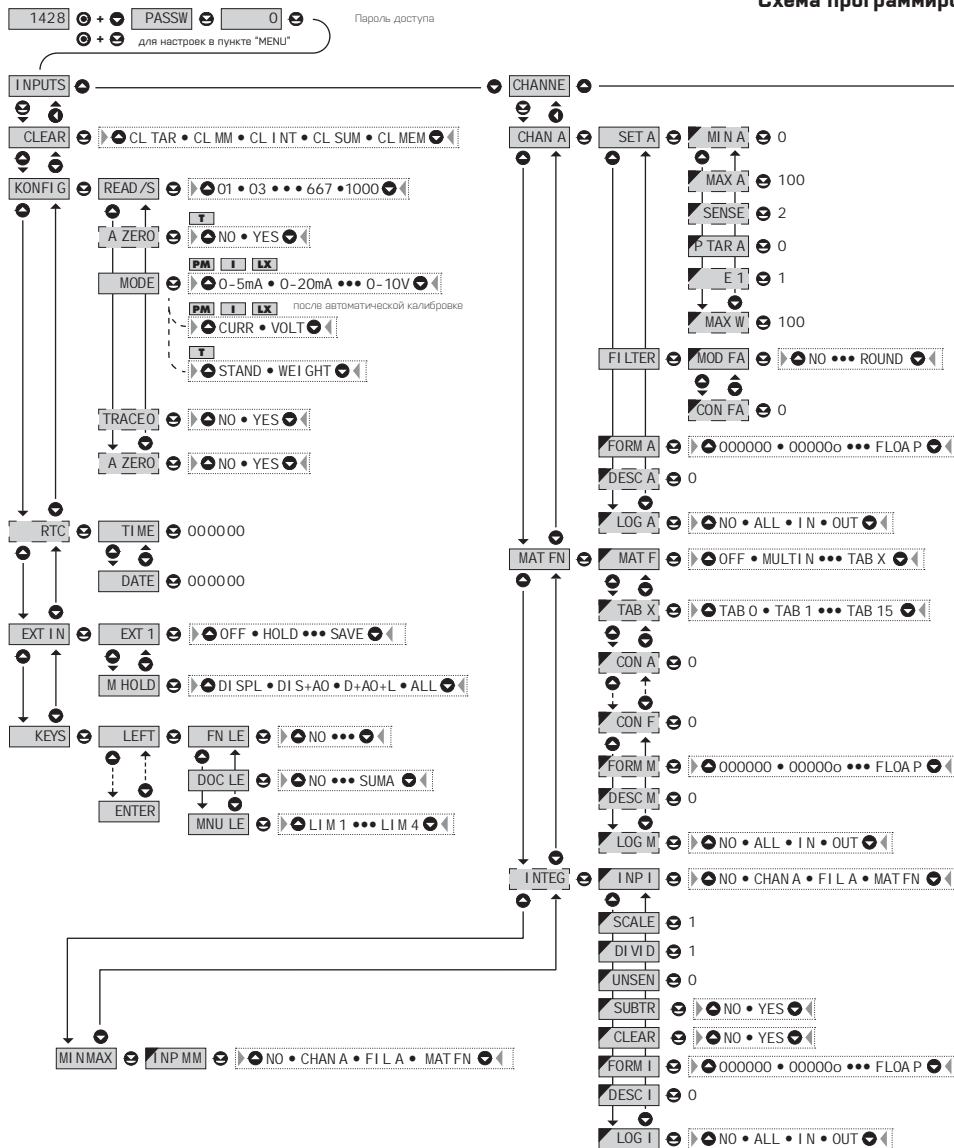 Схема программиро
1428 + PASSW 0 Пароль доступа
+ для настроек в пункте "MENU"
INPUTS
CLEAR CL TAR • CL MM • CL INT • CL SUM • CL MEM
KONFIG READ/S 01 • 03 • • • 667 • 1000
T
A ZERO NO • YES
PM I LX
MODE 0-5mA • 0-20mA ••• 0-10V
PM I LX после автоматической калибровке
CURR • VOLT
T
STAND • WEIGHT
TRACE0 NO • YES
A ZERO NO • YES
RTC TIME 000000
DATE 000000
EXT IN EXT 1 OFF • HOLD ••• SAVE
M HOLD DISPL • DIS+AO • D+AO+L • ALL
KEYS LEFT FN LE NO •••
DOC LE NO ••• SUMA
ENTER
MNU LE LIM 1 ••• LIM 4
CHANNE
CHAN A SET A MIN A 0
MAX A 100
SENSE 2
P TAR A 0
E 1 1
MAX W 100
FILTER MOD FA NO ••• ROUND
CON FA 0
FORM A 000000 • 00000o ••• FLOA P
DESC A 0
LOG A NO • ALL • IN • OUT
MAT FN MAT F OFF • MULTIN ••• TAB X
TAB X TAB 0 • TAB 1 ••• TAB 15
CON A 0
CON F 0
FORM M 000000 • 00000o ••• FLOA P
DESC M 0
LOG M NO • ALL • IN • OUT
INTEG INP I NO • CHAN A • FIL A • MAT FN
SCALE 1
DIVID 1
UNSEN 0
SUBTR NO • YES
CLEAR NO • YES
FORM I 000000 • 00000o ••• FLOA P
DESC I 0
LOG I NO • ALL • IN • OUT
MINMAX INP MM NO • CHAN A • FIL A • MAT FN